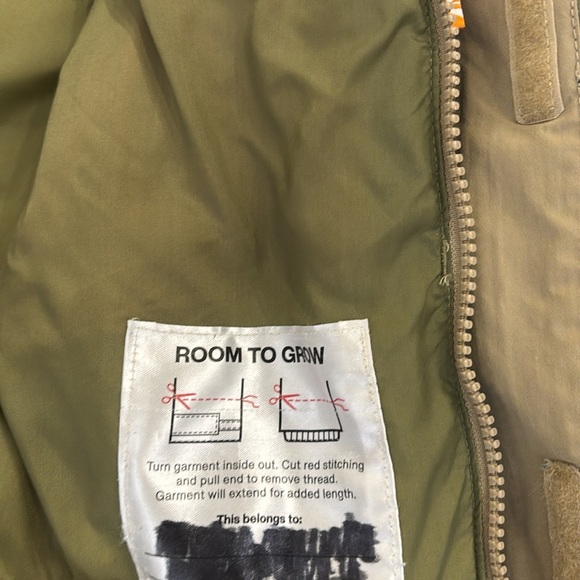 ROOM TO GROW
Turn garment inside out. Cut red stitching
and pull end to remove thread.
Garment will extend for added length.
This belongs to: